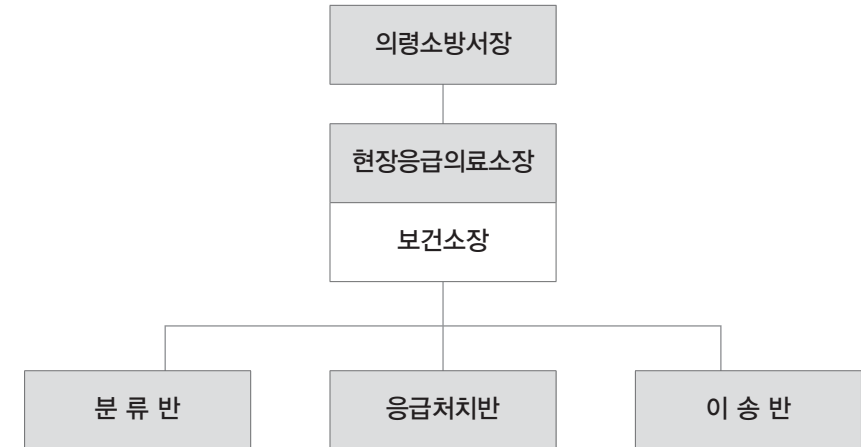 의령소방서장
현장응급의료소장
보건소장
분 류 반
응급처치반
이 송 반